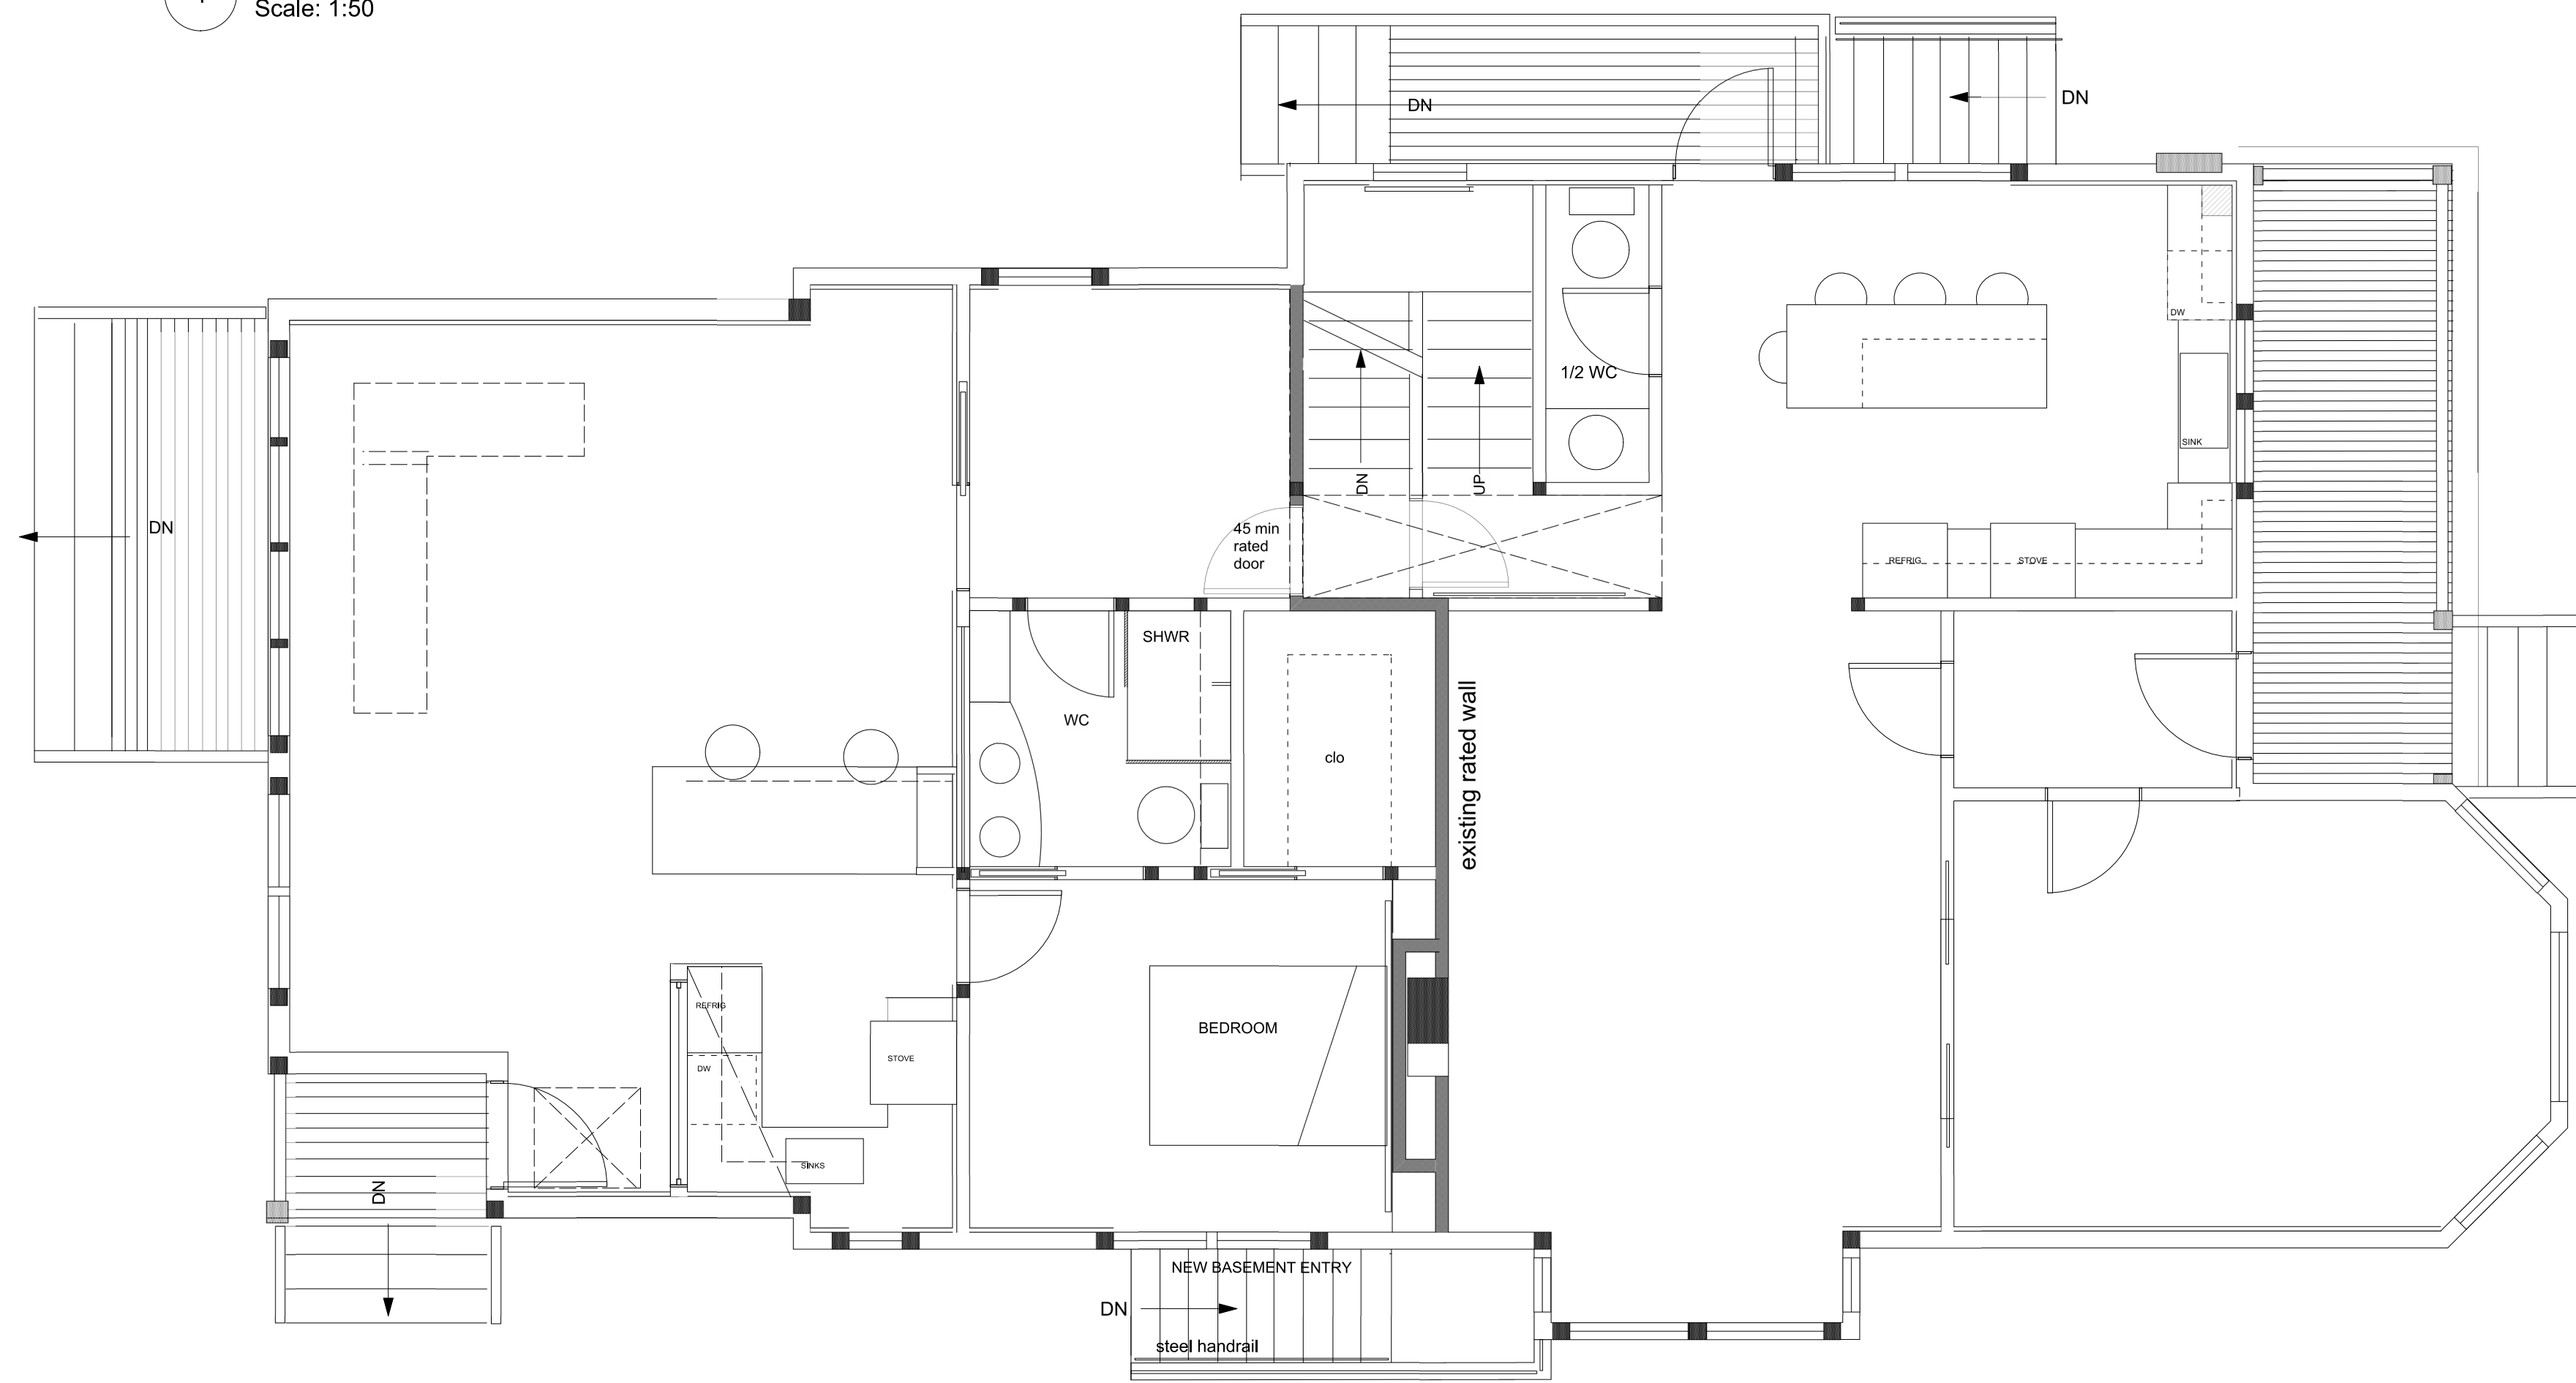 Scale: 1:50
DN
DN
DW
1/2 WC
SINK
DN
UP
DN
45 min
rated
door
REFRIG
STOVE
SHWR
WC
existing rated wall
clo
REFRIG
BEDROOM
STOVE
DW
SINKS
DN
NEW BASEMENT ENTRY
DN
steel handrail